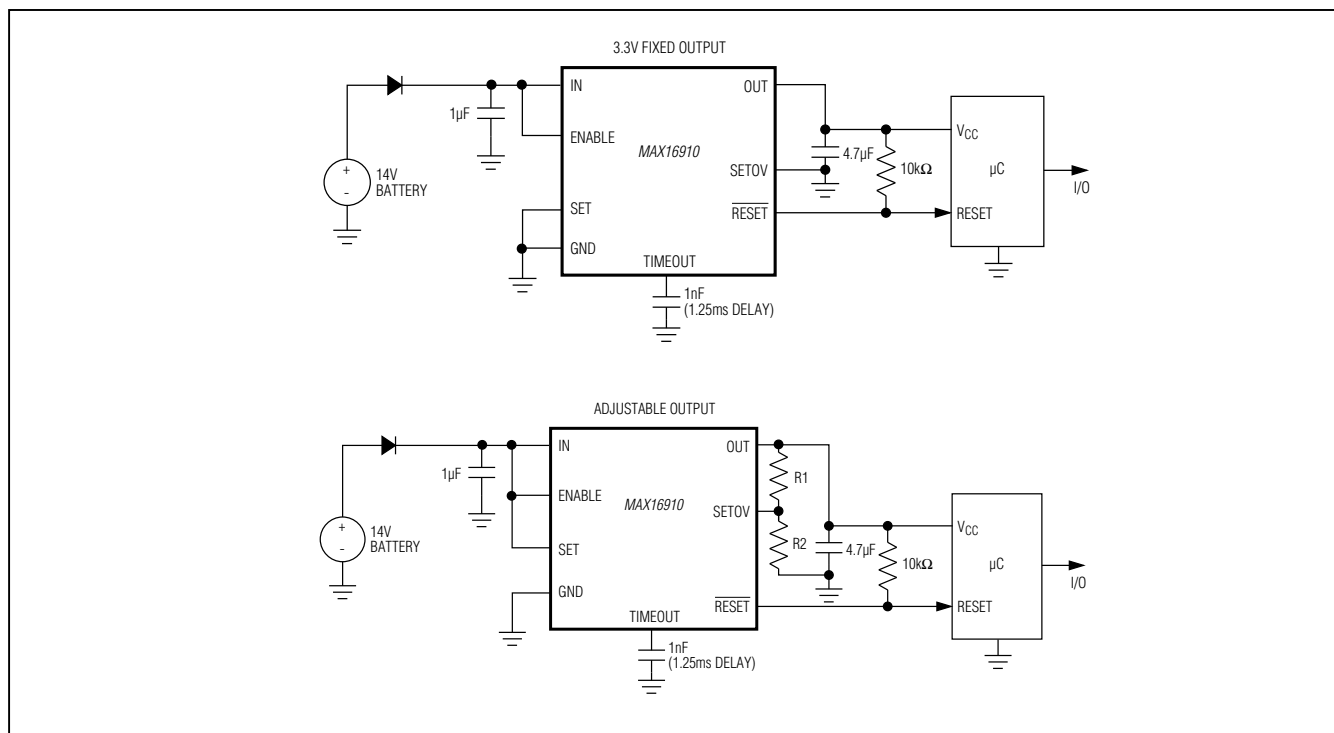 3.3V FIXED OUTPUT
IN
OUT
1µF
ENABLE
VCC
MAX16910
4.7µF
SETOV
10kΩ
µC
+
-
14V
BATTERY
I/O
SET
RESET
RESET
GND
TIMEOUT
1nF
(1.25ms DELAY)
ADJUSTABLE OUTPUT
IN
OUT
1µF
R1
ENABLE
MAX16910
SETOV
VCC
+
-
14V
BATTERY
R2
4.7µF
SET
10kΩ
µC
I/O
GND
RESET
RESET
TIMEOUT
1nF
(1.25ms DELAY)